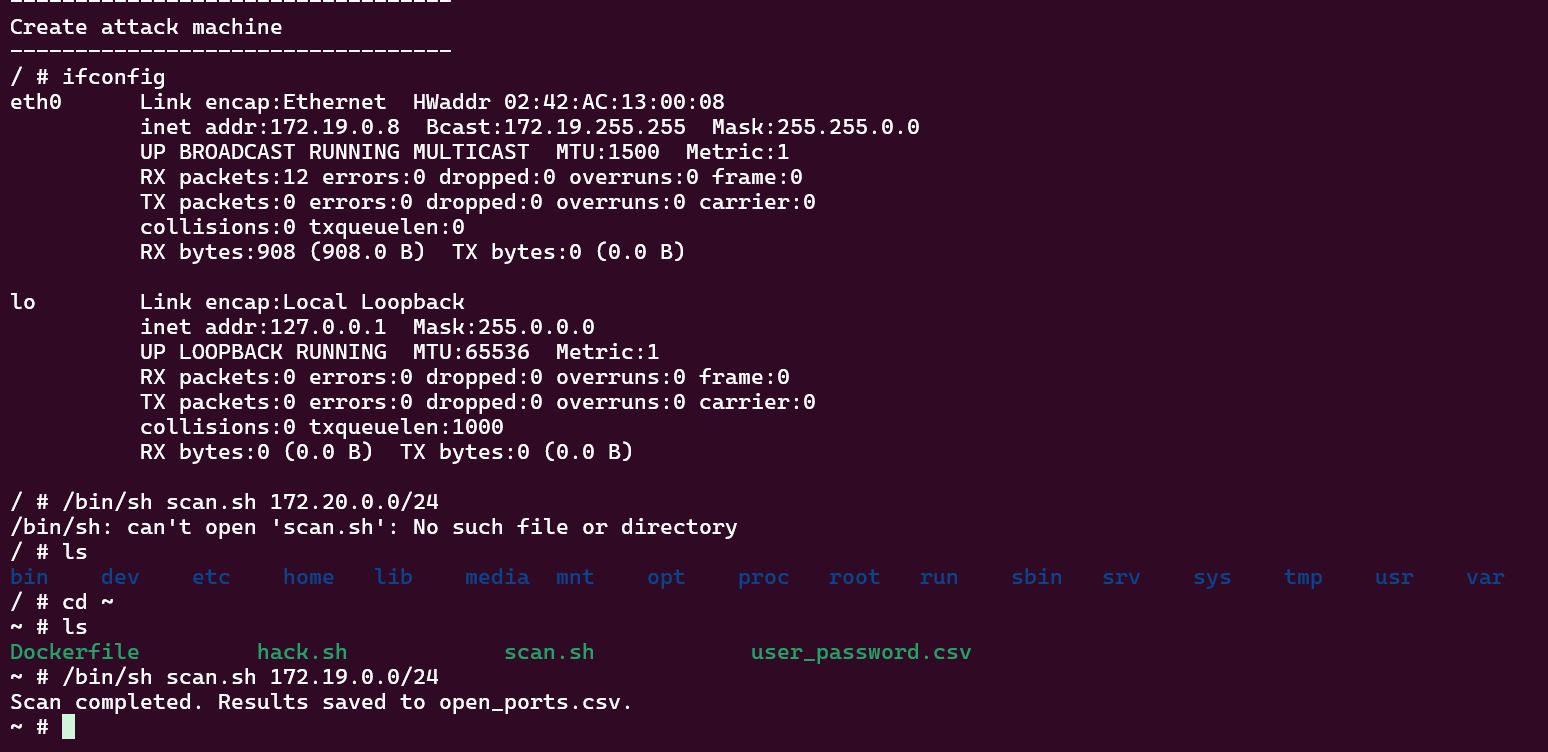 ----------------------------------
Create attack machine
----------------------------------
/ # ifconfig
eth0      Link encap:Ethernet  HWaddr 02:42:AC:13:00:08
          inet addr:172.19.0.8  Bcast:172.19.255.255  Mask:255.255.0.0
          UP BROADCAST RUNNING MULTICAST  MTU:1500  Metric:1
          RX packets:12 errors:0 dropped:0 overruns:0 frame:0
          TX packets:0 errors:0 dropped:0 overruns:0 carrier:0
          collisions:0 txqueuelen:0
          RX bytes:908 (908.0 B)  TX bytes:0 (0.0 B)

lo        Link encap:Local Loopback
          inet addr:127.0.0.1  Mask:255.0.0.0
          UP LOOPBACK RUNNING  MTU:65536  Metric:1
          RX packets:0 errors:0 dropped:0 overruns:0 frame:0
          TX packets:0 errors:0 dropped:0 overruns:0 carrier:0
          collisions:0 txqueuelen:1000
          RX bytes:0 (0.0 B)  TX bytes:0 (0.0 B)

/ # /bin/sh scan.sh 172.20.0.0/24
/bin/sh: can't open 'scan.sh': No such file or directory
/ # ls
bin    dev    etc    home   lib    media  mnt    opt    proc   root   run    sbin   srv    sys    tmp    usr    var
/ # cd ~
~ # ls
Dockerfile         hack.sh            scan.sh            user_password.csv
~ # /bin/sh scan.sh 172.19.0.0/24
Scan completed. Results saved to open_ports.csv.
~ #